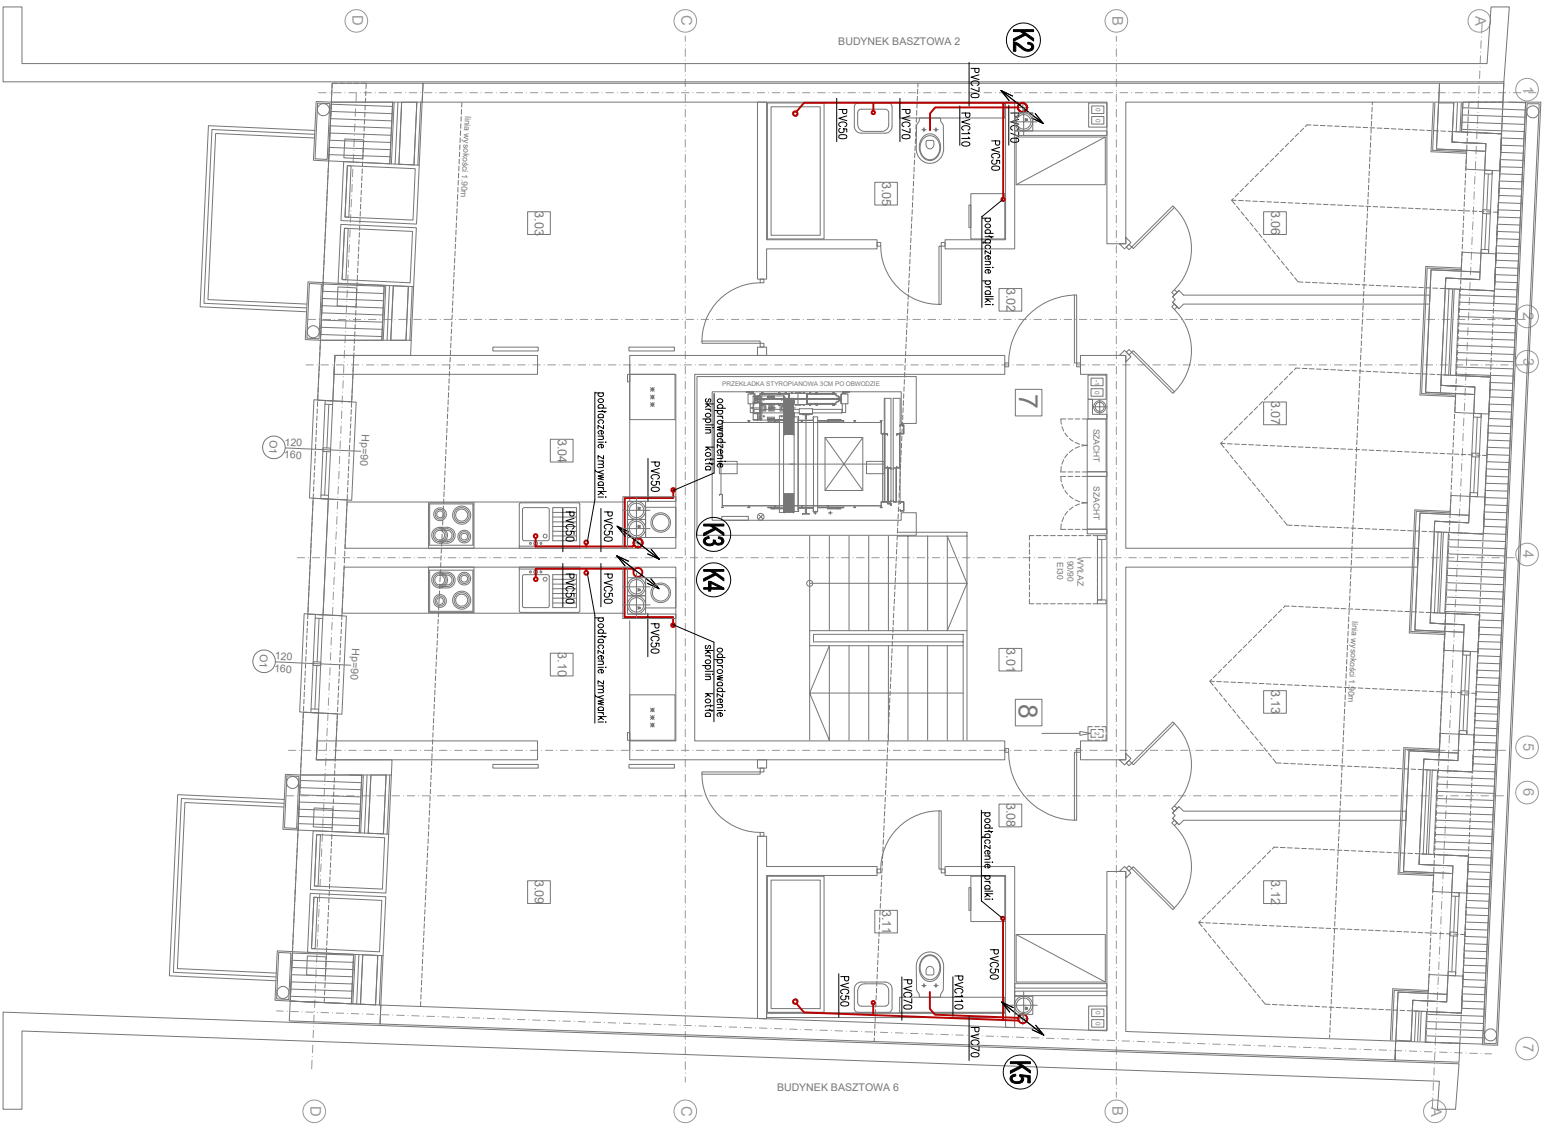 D
C
B
A
BUDYNEK BASZTOWA 2
K2
1
PVC70
PVC50
PVC70
PVC110
PVC70
PVC50
linia wysokości 1.90m
3.05
3.03
3.06
podłączenie pralki
3.02
2
3
PRZEKŁADKA STYROPIANOWA 3CM PO OBWODZIE
7
odprowadzenie
skroplin kotła
podłączenie zmywarki
3.07
SZACHT
Hp=90
O1
120
160
3.04
PVC50
SZACHT
PVC50
PVC50
K3
4
K4
WYŁAZ
90/90
EI30
PVC50
PVC50
PVC50
podłączenie zmywarki
odprowadzenie
skroplin kotła
Hp=90
O1
120
160
3.10
3.01
linia wysokości 1.90m
3.13
8
5
6
3.08
podłączenie pralki
3.09
3.11
3.12
PVC50
PVC50
PVC70
PVC110
PVC70
7
K5
BUDYNEK BASZTOWA 6
D
C
B
A